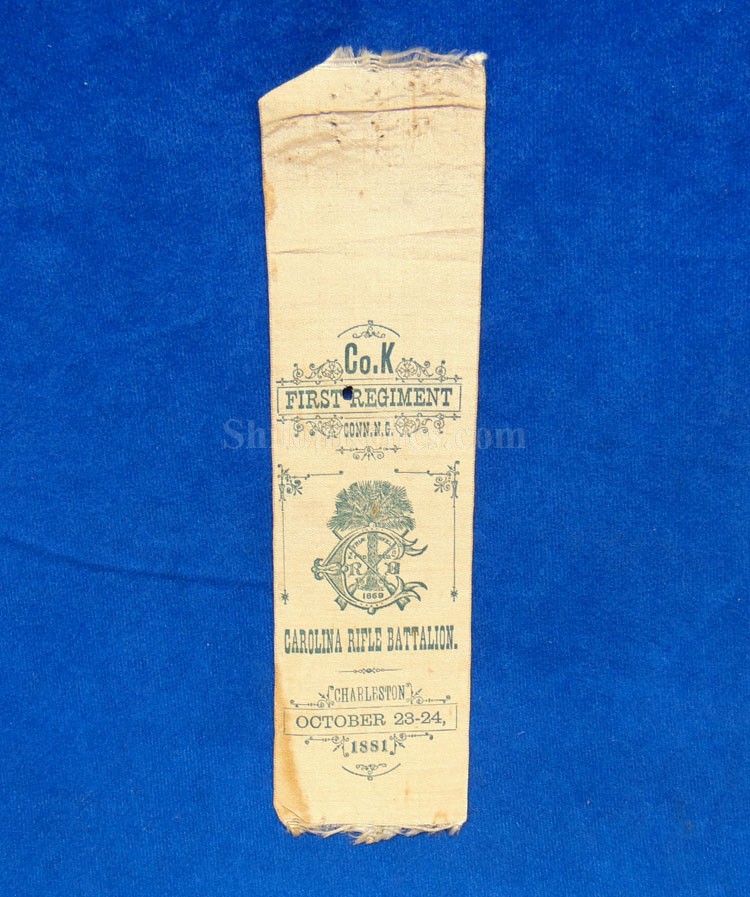 Co. K
FIRST REGIMENT
CONN. N. G.
R B
1869
CAROLINA RIFLE BATTALION.
CHARLESTON
OCTOBER 23-24,
1881